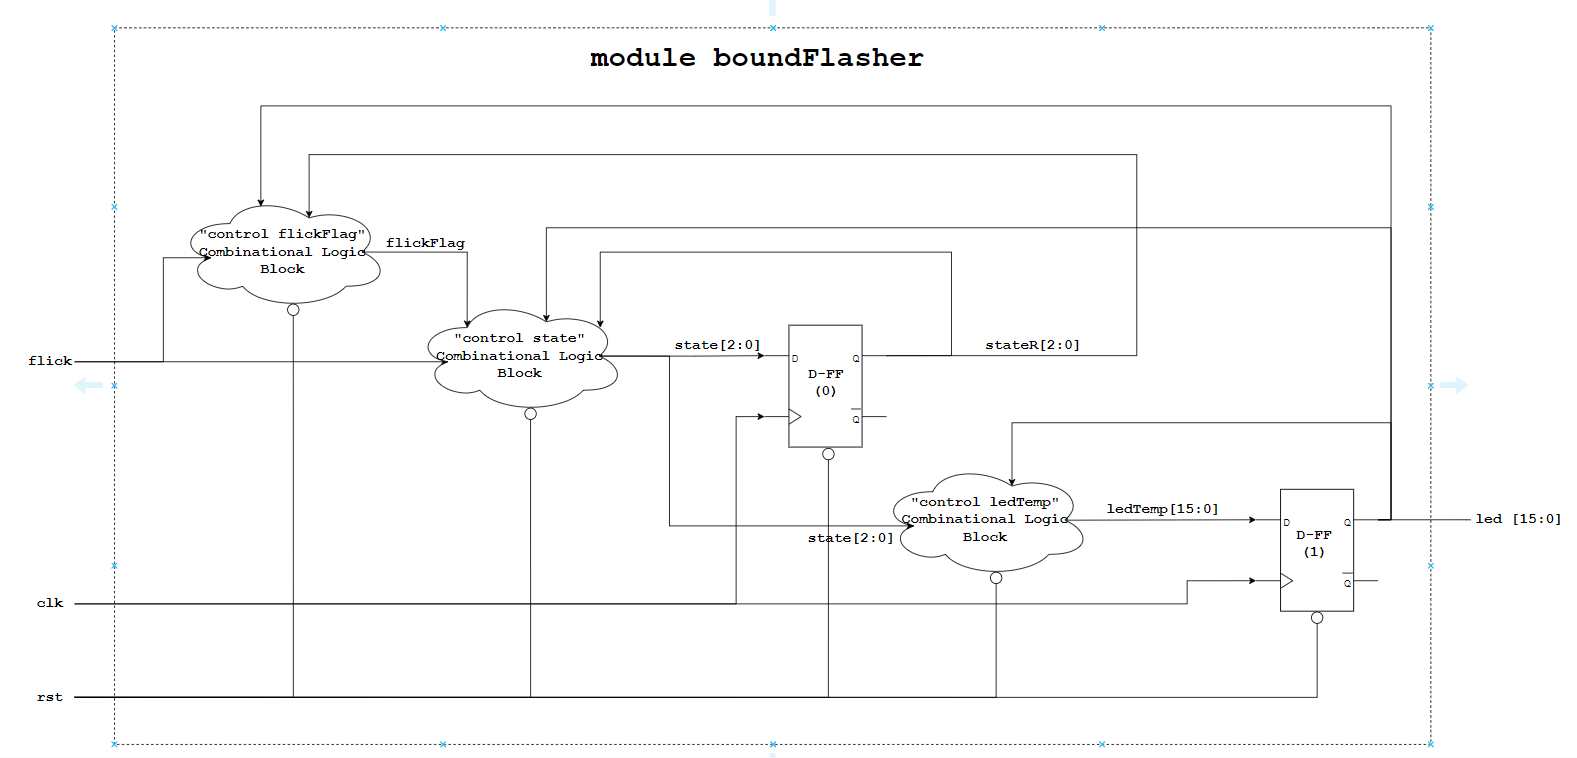 module boundFlasher
"control flickFlag"
Combinational Logic
Block
flickFlag
flick
"control state"
Combinational Logic
Block
state[2:0]
stateR[2:0]
D
Q
D-FF
(0)
Q
"control ledTemp"
Combinational Logic
Block
state[2:0]
ledTemp[15:0]
D
Q
D-FF
(1)
Q
led [15:0]
clk
rst